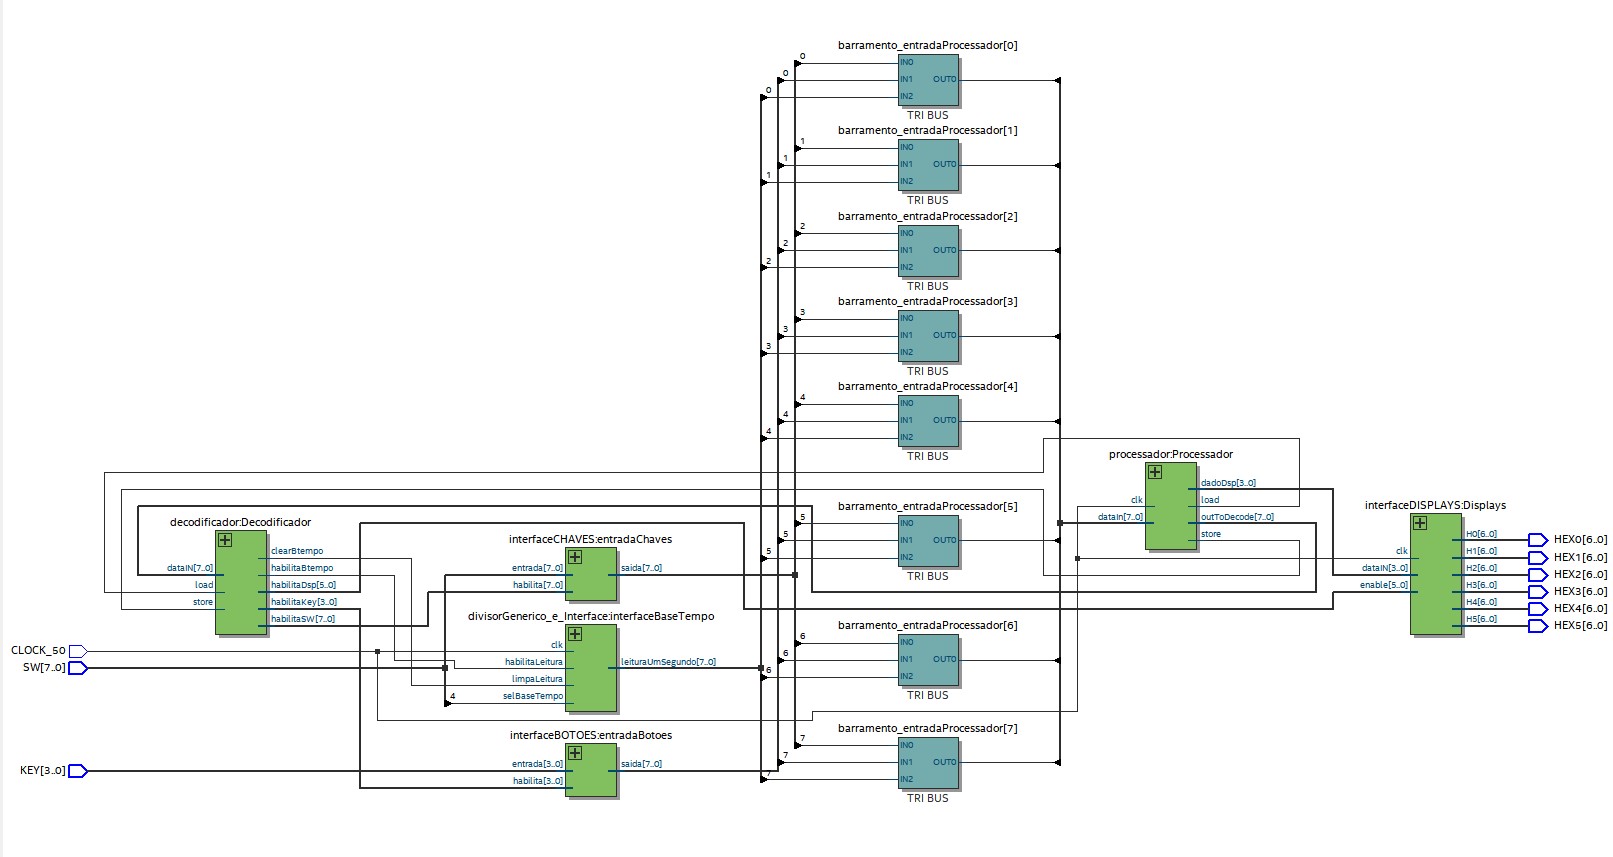 barramento_entradaProcessador[0]
0
IN0
0
IN1
OUT0
0
IN2
TRI BUS
barramento_entradaProcessador[1]
1
IN0
1
IN1
OUT0
1
IN2
TRI BUS
barramento_entradaProcessador[2]
2
IN0
2
IN1
OUT0
2
IN2
TRI BUS
barramento_entradaProcessador[3]
3
IN0
3
IN1
OUT0
3
IN2
TRI BUS
barramento_entradaProcessador[4]
4
IN0
4
IN1
OUT0
4
IN2
TRI BUS
barramento_entradaProcessador[5]
5
IN0
5
IN1
OUT0
5
IN2
TRI BUS
barramento_entradaProcessador[6]
6
IN0
6
IN1
OUT0
6
IN2
TRI BUS
barramento_entradaProcessador[7]
7
IN0
7
IN1
OUT0
7
IN2
TRI BUS
decodificador:Decodificador
dataIN[7..0]
load
store
clearBtempo
habilitaBtempo
habilitaDsp[5..0]
habilitaKey[3..0]
habilitaSW[7..0]
CLOCK_50
SW[7..0]
KEY[3..0]
interfaceCHAVES:entradaChaves
entrada[7..0]
habilita[7..0]
saida[7..0]
divisorGenerico_e_Interface:interfaceBaseTempo
clk
habilitaLeitura
limpaLeitura
4
selBaseTempo
leituraUmSegundo[7..0]
interfaceBOTOES:entradaBotoes
entrada[3..0]
habilita[3..0]
saida[7..0]
processador:Processador
clk
dataIn[7..0]
dadoDsp[3..0]
load
outToDecode[7..0]
store
interfaceDISPLAYS:Displays
clk
dataIN[3..0]
enable[5..0]
H0[6..0]
H1[6..0]
H2[6..0]
H3[6..0]
H4[6..0]
H5[6..0]
HEX0[6..0]
HEX1[6..0]
HEX2[6..0]
HEX3[6..0]
HEX4[6..0]
HEX5[6..0]